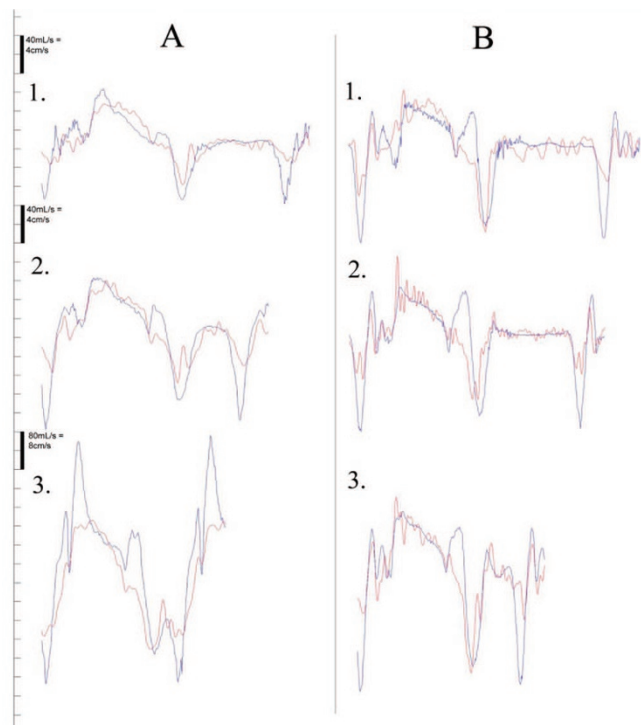 A
B
40mL/s =
4cm/s
1.
1.
40mL/s =
4cm/s
2.
2.
80mL/s =
8cm/s
3.
3.